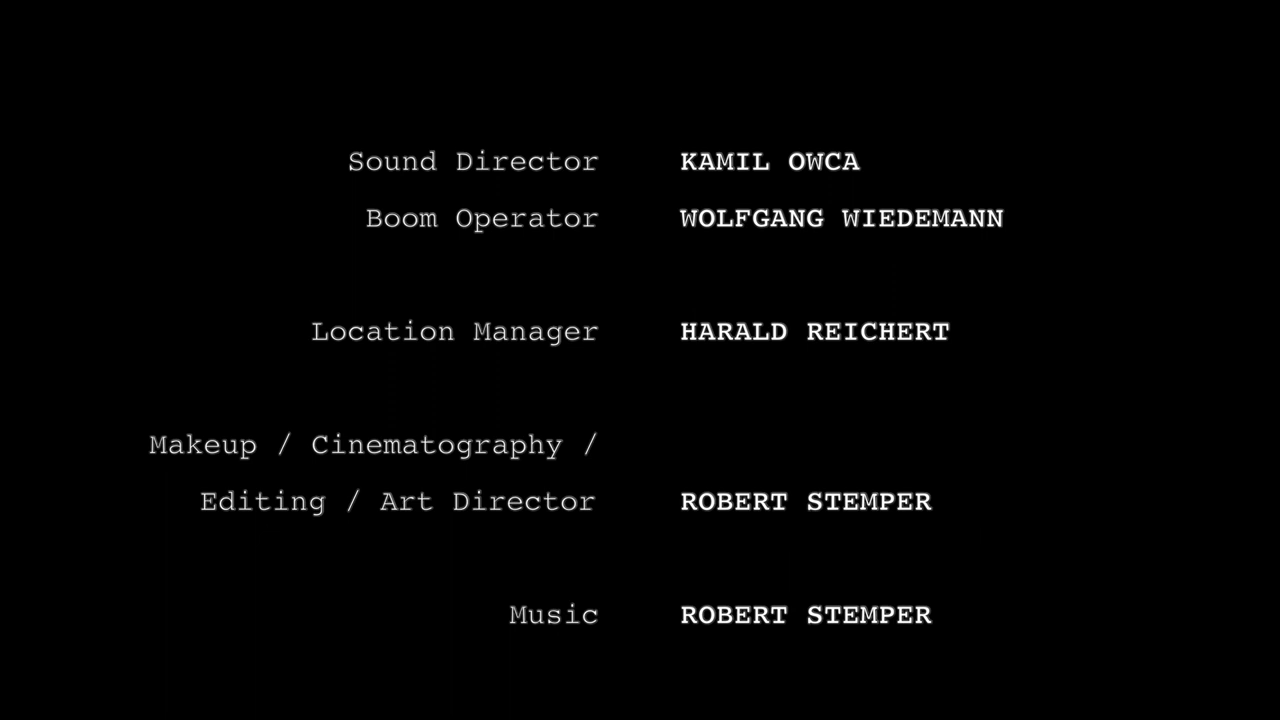 Sound Director KAMIL OWCA
Boom Operator WOLFGANG WIEDEMANN
Location Manager HARALD REICHERT
Makeup / Cinematography /
Editing / Art Director ROBERT STEMPER
Music ROBERT STEMPER